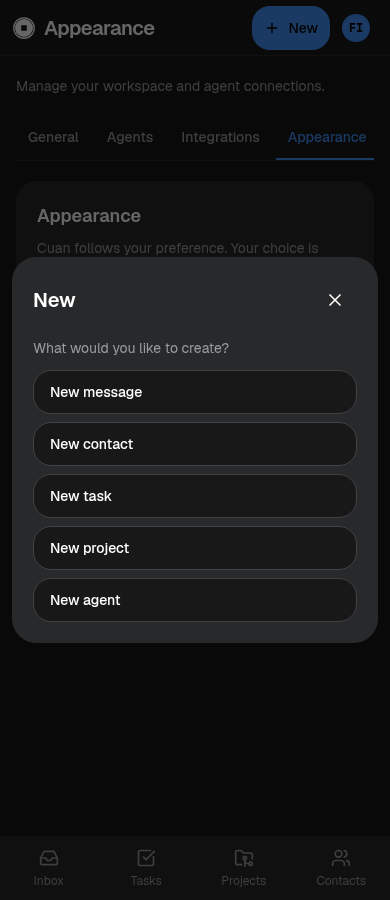 Appearance
New
FI
Manage your workspace and agent connections.
General
Agents
Integrations
Appearance
Appearance
Cuan follows your preference. Your choice is
New
What would you like to create?
New message
New contact
New task
New project
New agent
Inbox
Tasks
Projects
Contacts